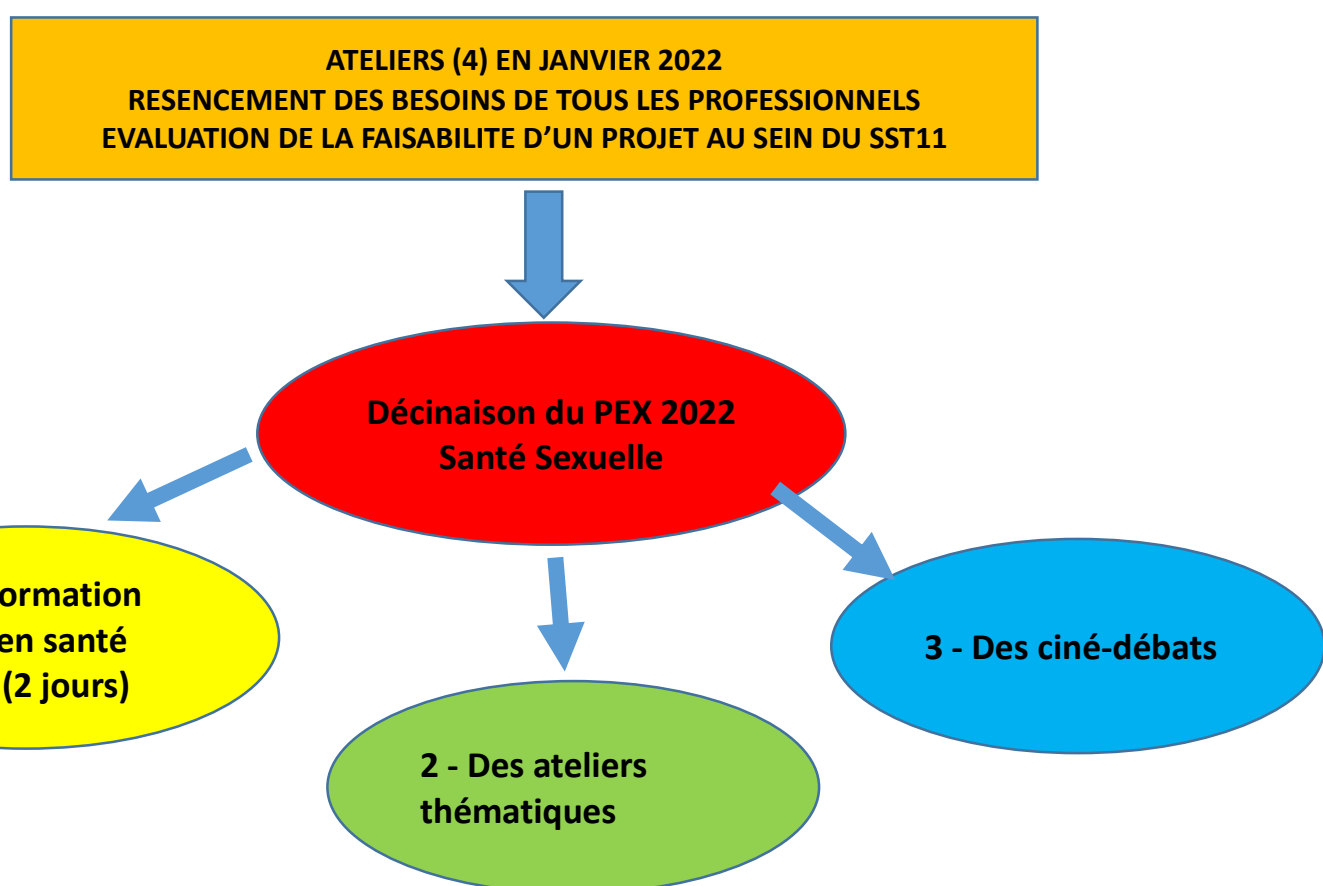 ATELIERS (4) EN JANVIER 2022
RESENCEMENT DES BESOINS DE TOUS LES PROFESSIONNELS
EVALUATION DE LA FAISABILITE D’UN PROJET AU SEIN DU SST11
Décinaison du PEX 2022
Santé Sexuelle
ormation
en santé
(2 jours)
2 - Des ateliers
thématiques
3 - Des ciné-débats